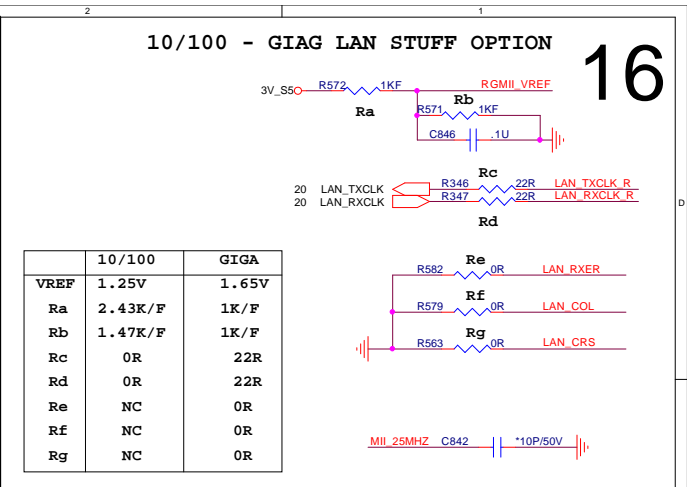 2 1
10/100 - GIAG LAN STUFF OPTION
16
3V_S5 R572 1KF RGMII_VREF
Ra
Rb
R571 1KF
C846 .1U
Rc
20 LAN_TXCLK R346 22R LAN_TXCLK_R
20 LAN_RXCLK R347 22R LAN_RXCLK_R
Rd
D
10/100 GIGA
VREF 1.25V 1.65V
Ra 2.43K/F 1K/F
Rb 1.47K/F 1K/F
Rc 0R 22R
Rd 0R 22R
Re NC 0R
Rf NC 0R
Rg NC 0R
Re
R582 0R LAN_RXER
Rf
R579 0R LAN_COL
Rg
R563 0R LAN_CRS
MII_25MHZ C842 *10P/50V